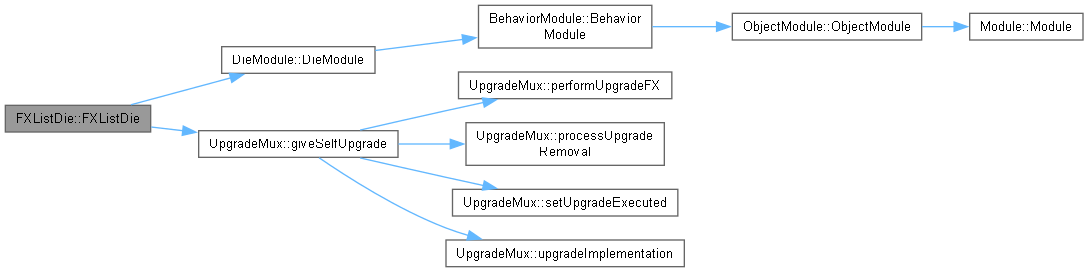 BehaviorModule::Behavior
Module
ObjectModule::ObjectModule
Module::Module
DieModule::DieModule
UpgradeMux::performUpgradeFX
FXListDie::FXListDie
UpgradeMux::giveSelfUpgrade
UpgradeMux::processUpgrade
Removal
UpgradeMux::setUpgradeExecuted
UpgradeMux::upgradeImplementation